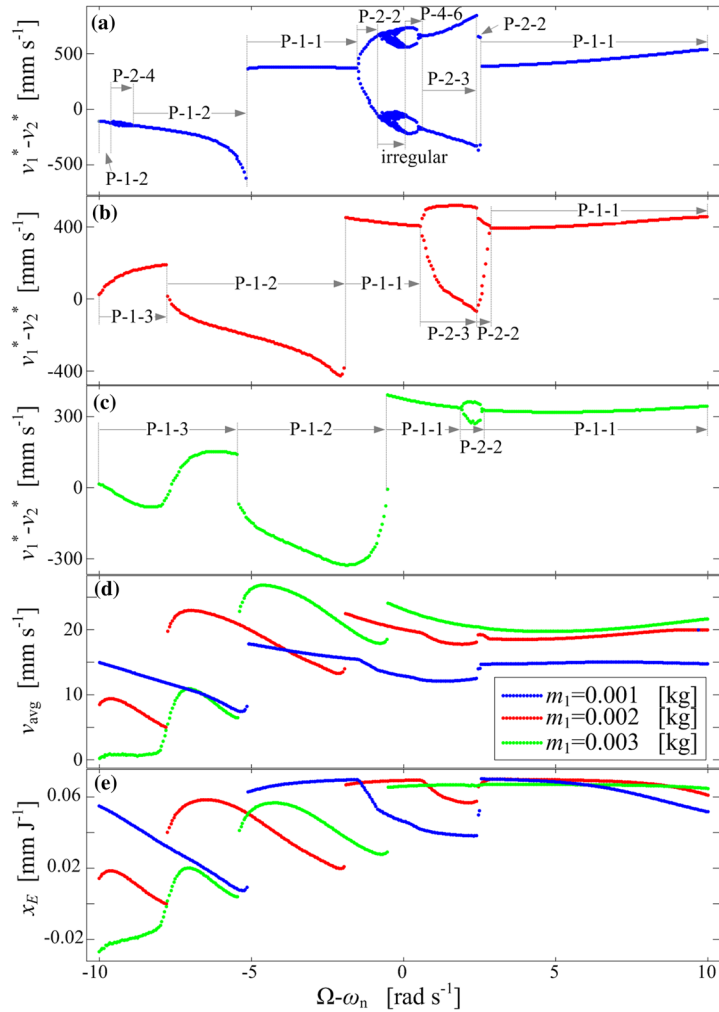 (a)
P-2-2
P-4-6
P-2-2
P-1-1
P-1-1
P-2-4
P-1-2
P-2-3
irregular
P-1-2
500
0
-500
v₁*-v₂* [mm s⁻¹]
(b)
P-1-1
P-1-2
P-1-1
P-1-3
P-2-3
P-2-2
400
0
-400
v₁*-v₂* [mm s⁻¹]
(c)
P-1-3
P-1-2
P-1-1
P-1-1
P-2-2
300
0
-300
v₁*-v₂* [mm s⁻¹]
(d)
20
10
0
v_avg [mm s⁻¹]
m₁=0.001 [kg]
m₁=0.002 [kg]
m₁=0.003 [kg]
(e)
0.06
0.02
-0.02
x_E [mm J⁻¹]
-10 -5 0 5 10
Ω-ω_n [rad s⁻¹]